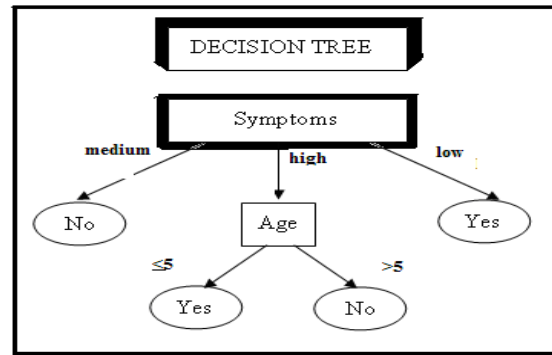 DECISION TREE
Symptoms
medium
high
low
No
Age
Yes
≤5
>5
Yes
No